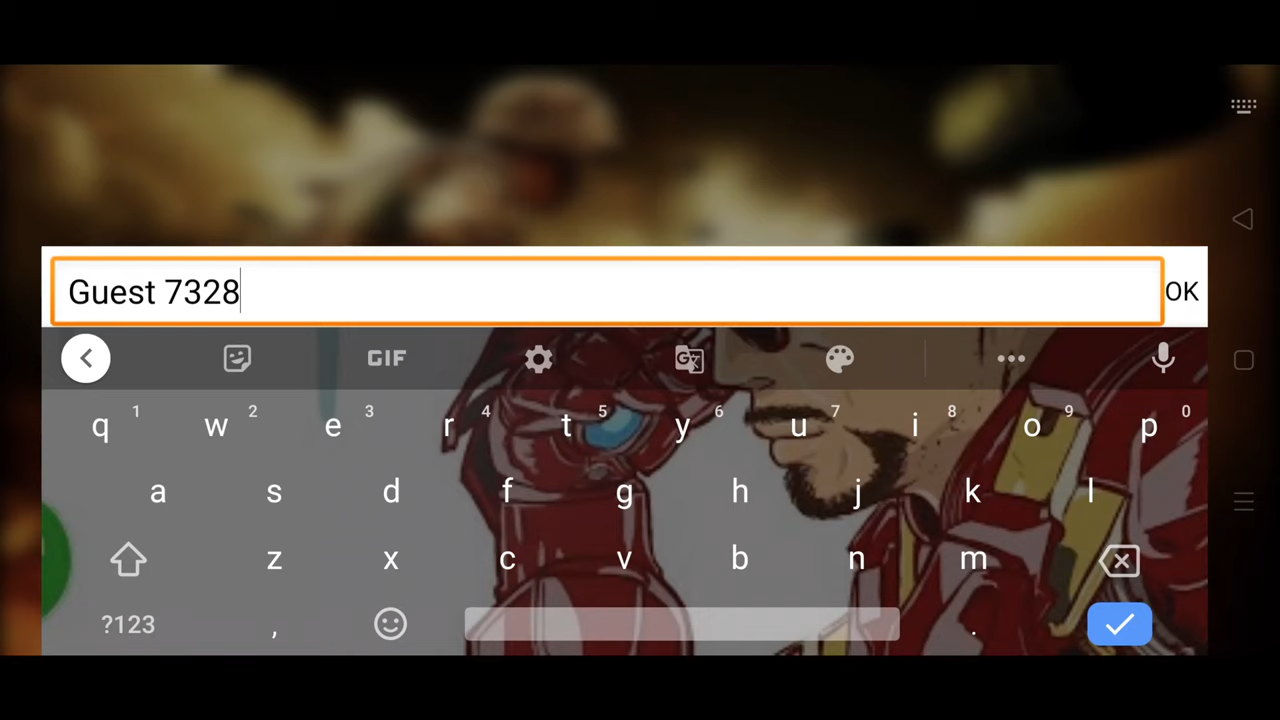 Guest 7328
OK
GIF
q 1 w 2 e 3 r 4 t 5 y 6 u 7 i 8 o 9 p 0
a s d f g h j k l
z x c v b n m
?123 , .